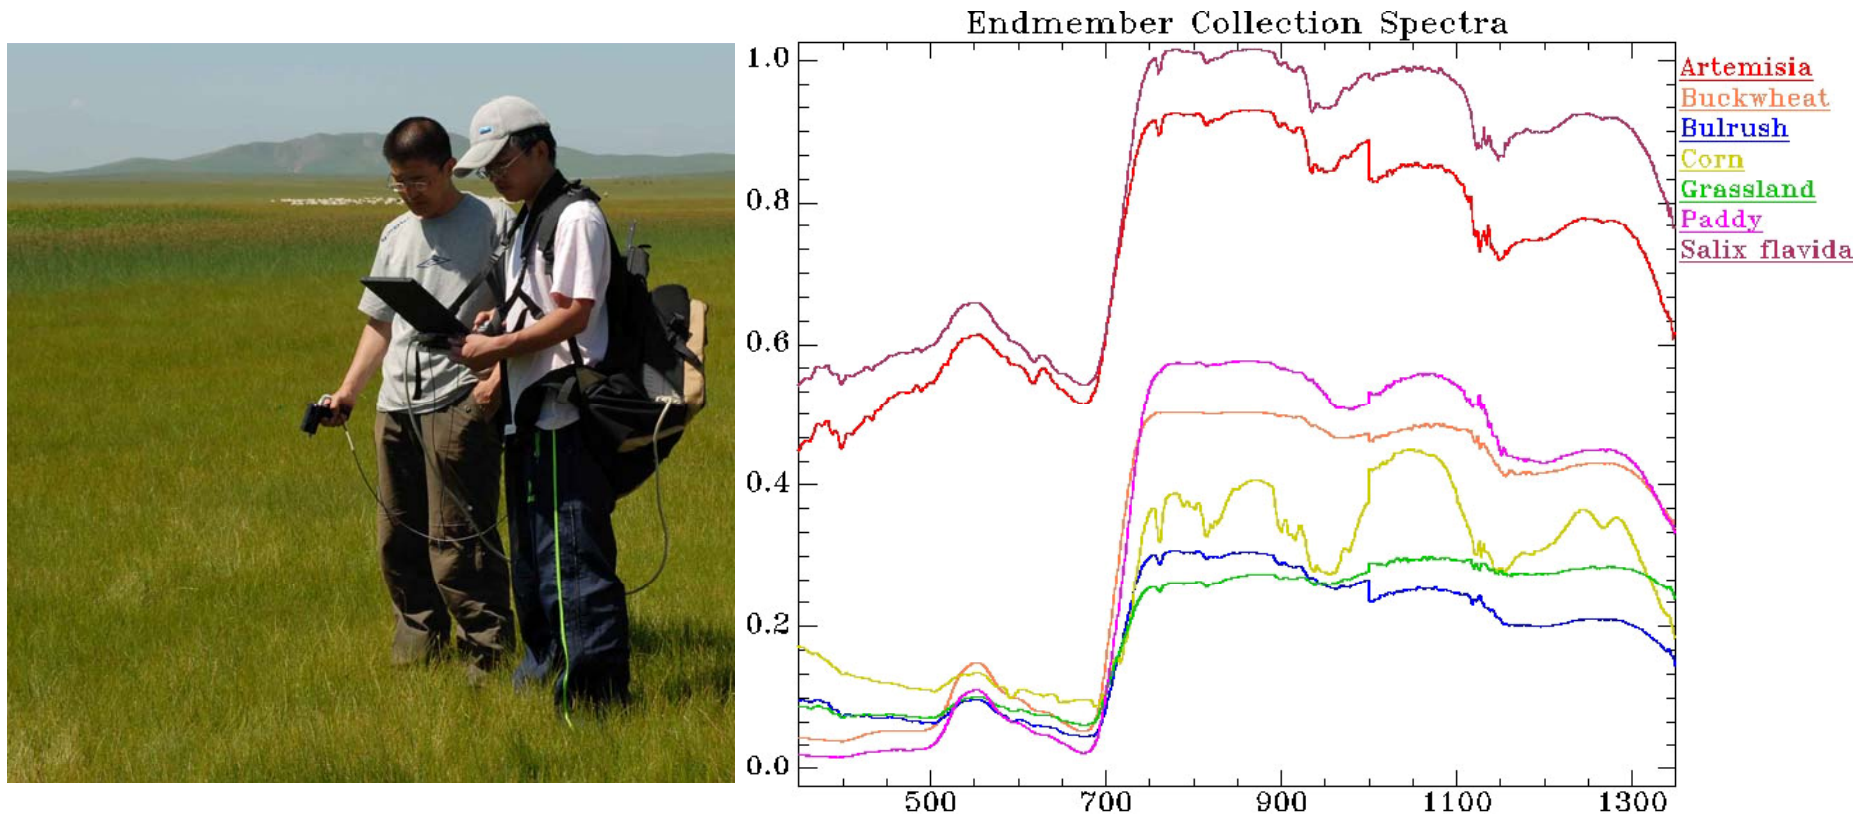 Endmember Collection Spectra
1.0
0.8
0.6
0.4
0.2
0.0
500 700 900 1100 1300
Artemisia
Buckwheat
Bulrush
Corn
Grassland
Paddy
Salix flavida